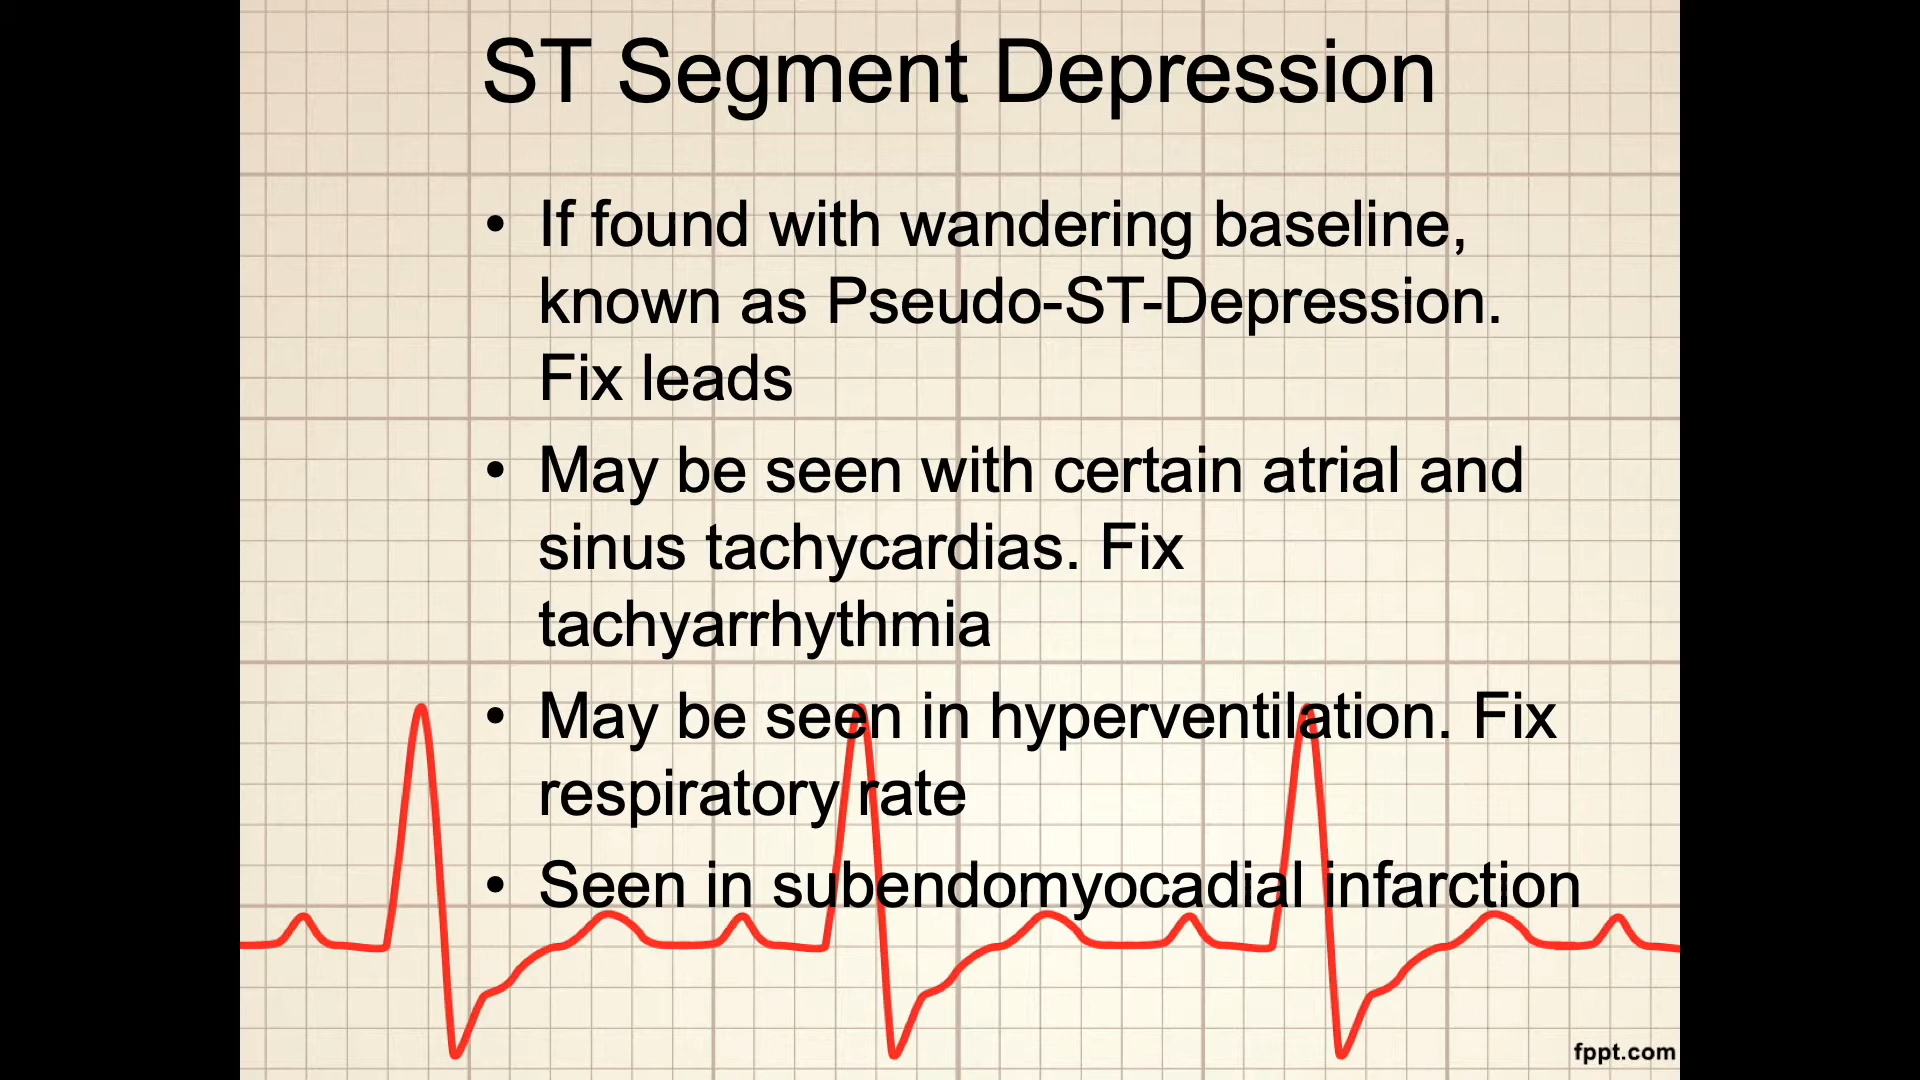 ST Segment Depression
• If found with wandering baseline,
known as Pseudo-ST-Depression.
Fix leads
• May be seen with certain atrial and
sinus tachycardias. Fix
tachyarrhythmia
• May be seen in hyperventilation. Fix
respiratory rate
• Seen in subendomyocadial infarction
fppt.com